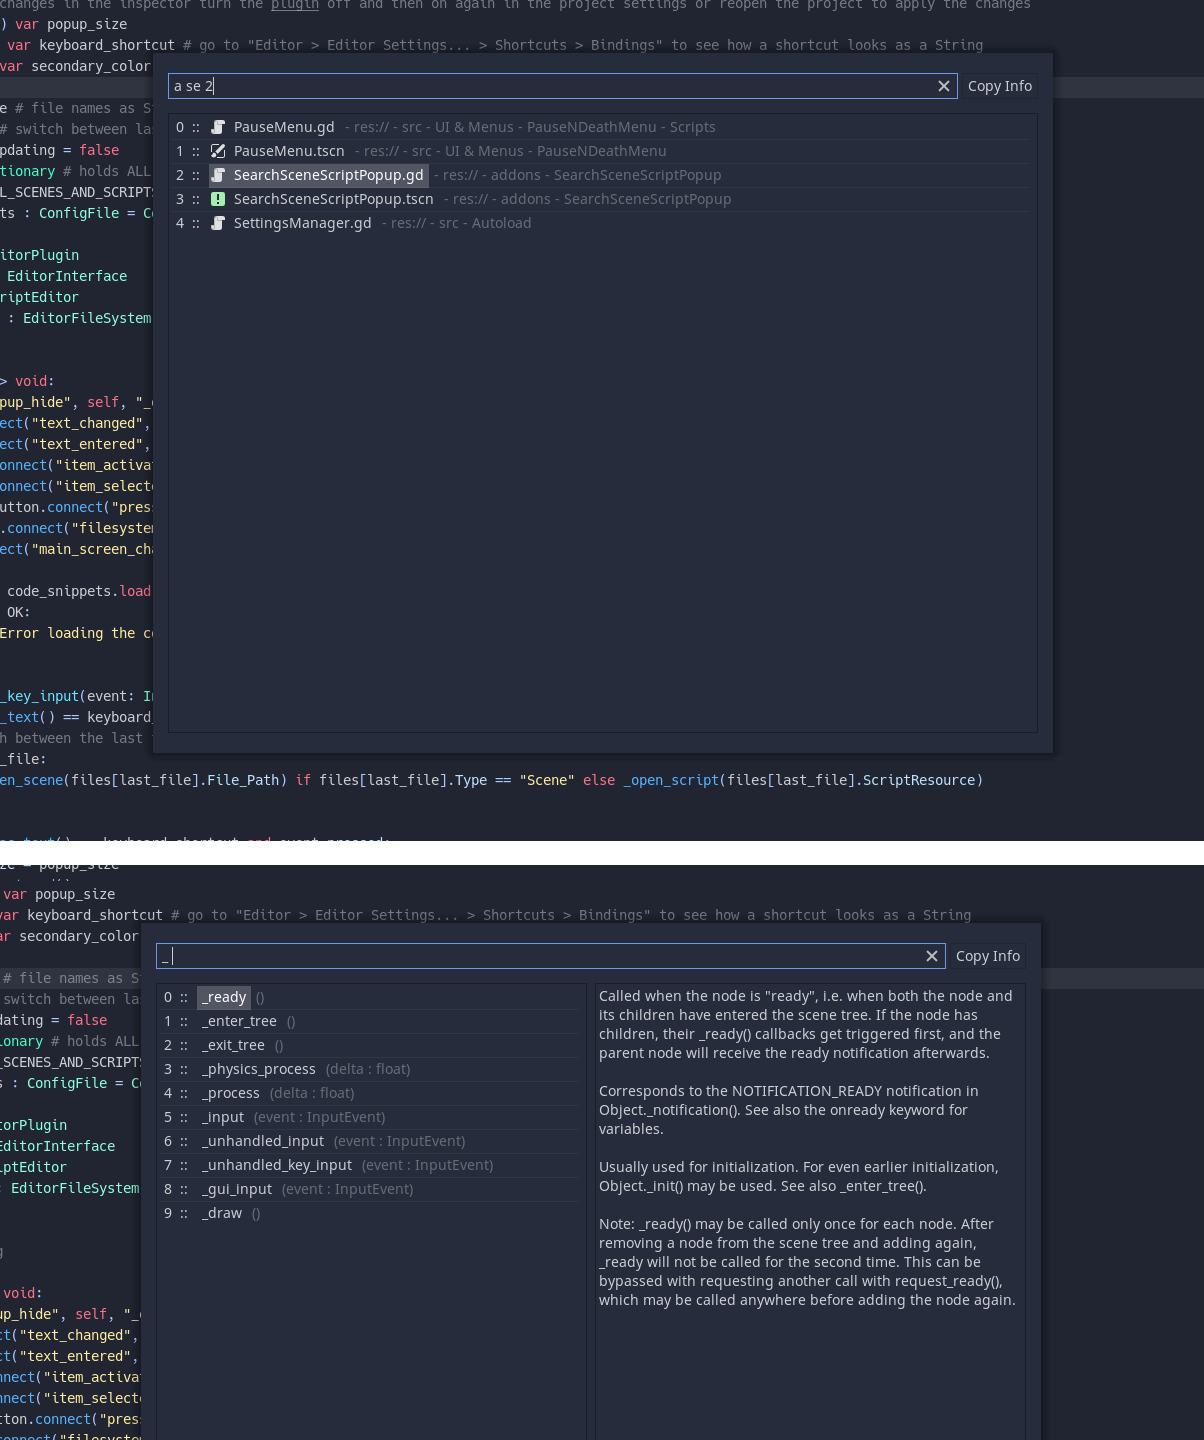 changes in the inspector turn the plugin off and then on again in the project settings or reopen the project to apply the changes
) var popup_size
var keyboard_shortcut # go to "Editor > Editor Settings... > Shortcuts > Bindings" to see how a shortcut looks as a String
var secondary_color
a se 2
Copy Info
e # file names as S
0 :: PauseMenu.gd - res:// - src - UI & Menus - PauseNDeathMenu - Scripts
# switch between la
pdating = false
1 :: PauseMenu.tscn - res:// - src - UI & Menus - PauseNDeathMenu
tionary # holds ALL
2 :: SearchSceneScriptPopup.gd - res:// - addons - SearchSceneScriptPopup
L_SCENES_AND_SCRIPTS
3 :: SearchSceneScriptPopup.tscn - res:// - addons - SearchSceneScriptPopup
ts : ConfigFile = C
4 :: SettingsManager.gd - res:// - src - Autoload
itorPlugin
EditorInterface
riptEditor
: EditorFileSystem
> void:
pup_hide", self, "_
ect("text_changed",
ect("text_entered",
onnect("item_activa
onnect("item_select
utton.connect("pres
.connect("filesyste
ect("main_screen_ch
code_snippets.load
OK:
Error loading the c
_key_input(event: I
_text() == keyboard_
h between the last
_file:
en_scene(files[last_file].File_Path) if files[last_file].Type == "Scene" else _open_script(files[last_file].ScriptResource)
keyboard_shortcut and event.pressed:
ze = popup_size
var popup_size
var keyboard_shortcut # go to "Editor > Editor Settings... > Shortcuts > Bindings" to see how a shortcut looks as a String
ar secondary_color
_
Copy Info
# file names as S
switch between la
dating = false
ionary # holds ALL
_SCENES_AND_SCRIPTS
s : ConfigFile = C
torPlugin
EditorInterface
iptEditor
: EditorFileSystem
g
void:
up_hide", self, "_
ct("text_changed",
ct("text_entered",
nnect("item_activa
nnect("item_select
tton.connect("pres
connect("filesystem
0 :: _ready ()
1 :: _enter_tree ()
2 :: _exit_tree ()
3 :: _physics_process (delta : float)
4 :: _process (delta : float)
5 :: _input (event : InputEvent)
6 :: _unhandled_input (event : InputEvent)
7 :: _unhandled_key_input (event : InputEvent)
8 :: _gui_input (event : InputEvent)
9 :: _draw ()
Called when the node is "ready", i.e. when both the node and
its children have entered the scene tree. If the node has
children, their _ready() callbacks get triggered first, and the
parent node will receive the ready notification afterwards.
Corresponds to the NOTIFICATION_READY notification in
Object._notification(). See also the onready keyword for
variables.
Usually used for initialization. For even earlier initialization,
Object._init() may be used. See also _enter_tree().
Note: _ready() may be called only once for each node. After
removing a node from the scene tree and adding again,
_ready will not be called for the second time. This can be
bypassed with requesting another call with request_ready(),
which may be called anywhere before adding the node again.